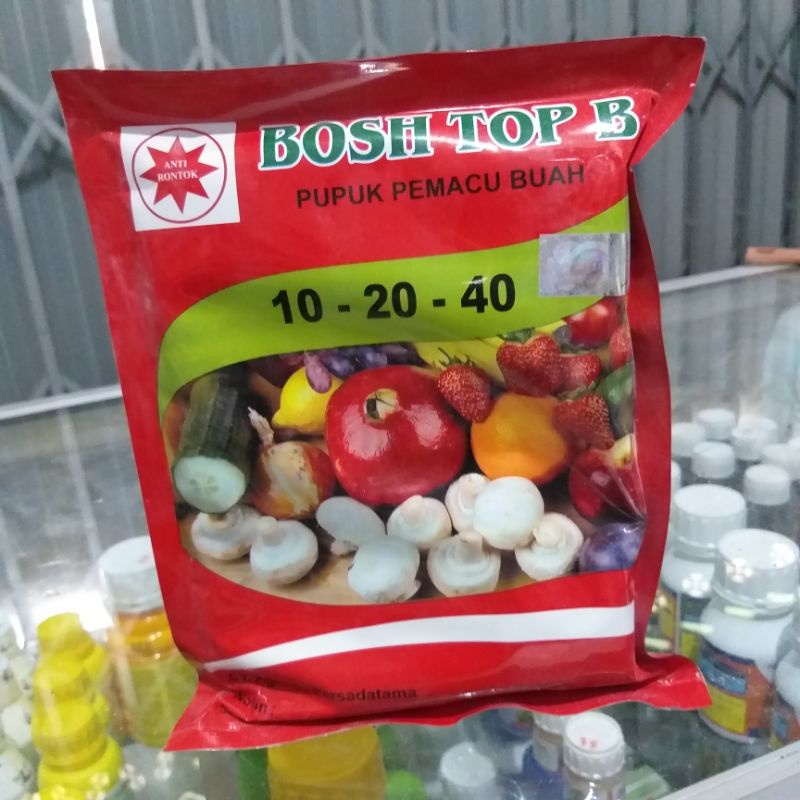 ANTI
RONTOK
BOSH TOP B
PUPUK PEMACU BUAH
10 - 20 - 40